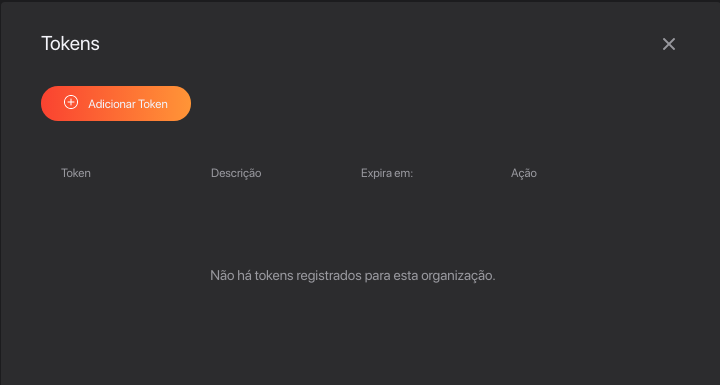 Tokens
Adicionar Token
Token Descrição Expira em: Ação
Não há tokens registrados para esta organização.